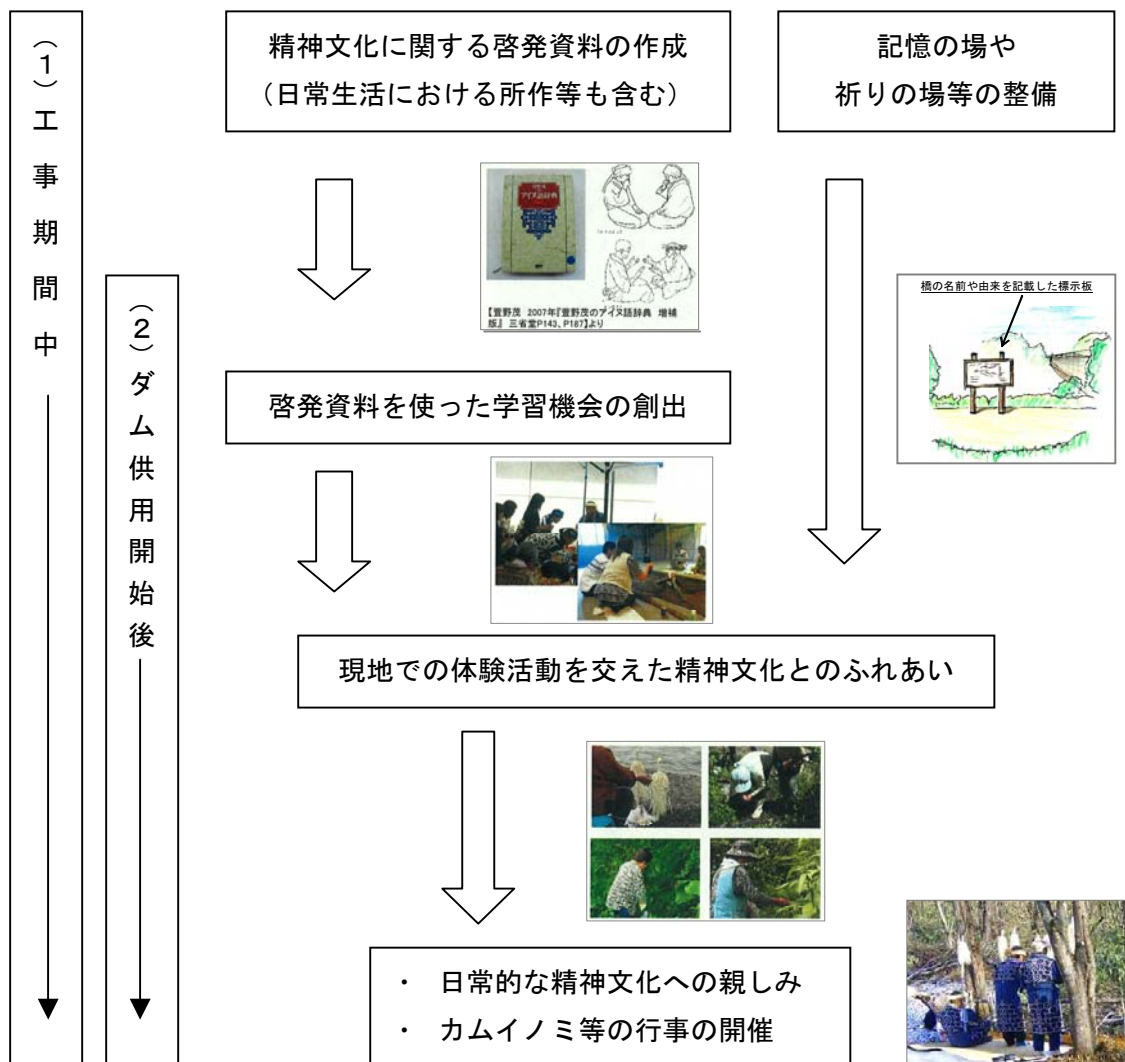 （１）工事期間中
（２）ダム供用開始後
精神文化に関する啓発資料の作成
（日常生活における所作等も含む）
記憶の場や
祈りの場等の整備
アイヌ語辞典
【萱野茂 2007年『萱野茂のアイヌ語辞典 増補
版』 三省堂P143、P187】より
橋の名前や由来を記載した標示板
啓発資料を使った学習機会の創出
現地での体験活動を交えた精神文化とのふれあい
・ 日常的な精神文化への親しみ
・ カムイノミ等の行事の開催